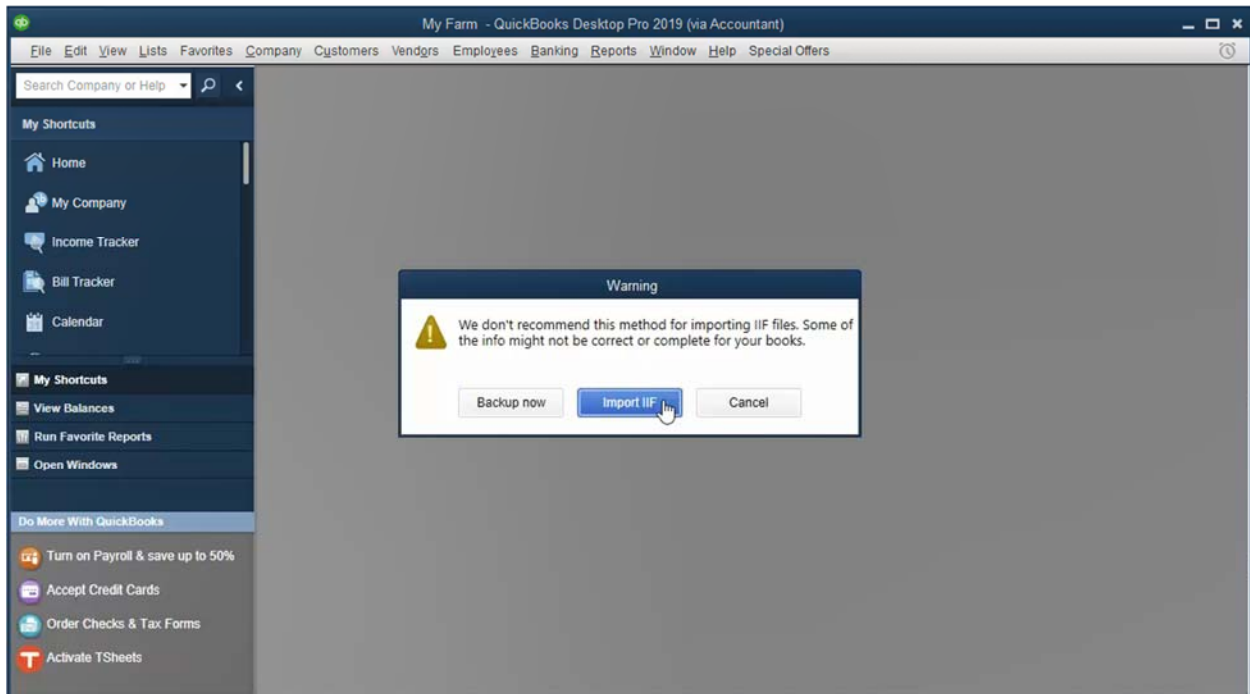 qb
My Farm - QuickBooks Desktop Pro 2019 (via Accountant)
File Edit View Lists Favorites Company Customers Vendors Employees Banking Reports Window Help Special Offers
Search Company or Help
My Shortcuts
Home
My Company
Income Tracker
Bill Tracker
Calendar
My Shortcuts
View Balances
Run Favorite Reports
Open Windows
Do More With QuickBooks
Turn on Payroll & save up to 50%
Accept Credit Cards
Order Checks & Tax Forms
Activate TSheets
Warning
We don't recommend this method for importing IIF files. Some of
the info might not be correct or complete for your books.
Backup now Import IIF Cancel